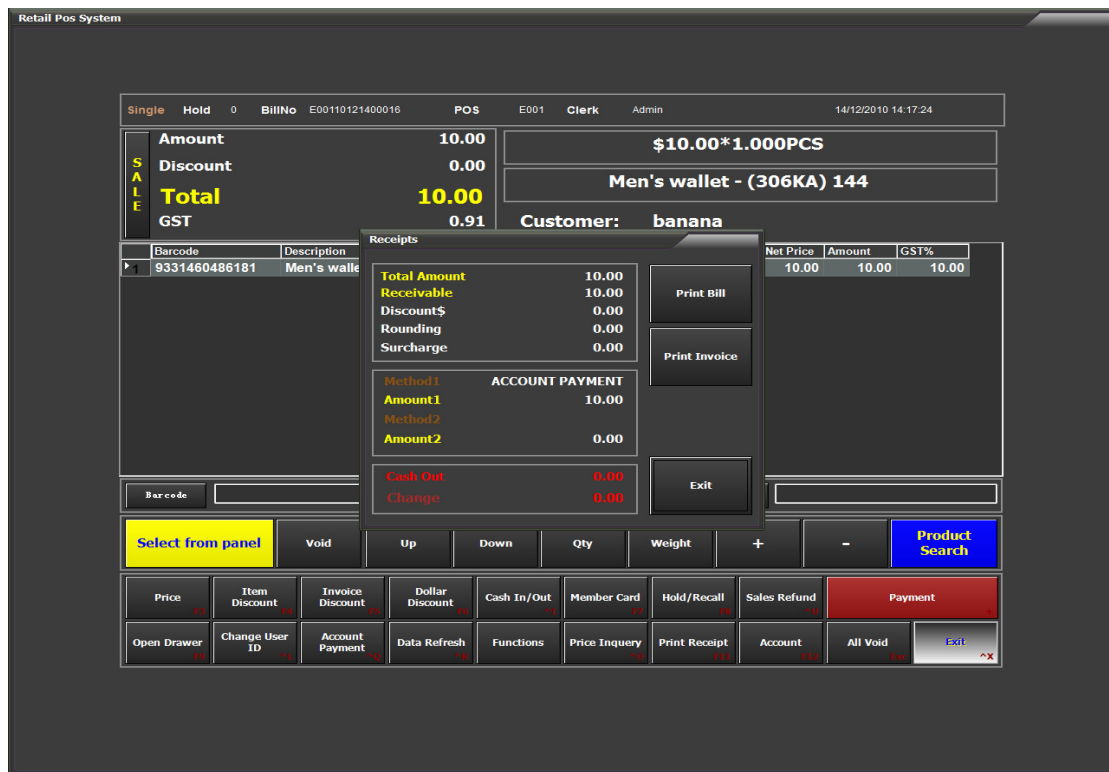 Retail Pos System
Single Hold 0 BillNo E00110121400016 POS E001 Clerk Admin 14/12/2010 14:17:24
SALE
Amount 10.00
Discount 0.00
Total 10.00
GST 0.91
$10.00*1.000PCS
Men's wallet - (306KA) 144
Customer: banana
Barcode Description Net Price Amount GST%
1 9331460486181 Men's walle 10.00 10.00 10.00
Receipts
Total Amount 10.00
Receivable 10.00
Discount$ 0.00
Rounding 0.00
Surcharge 0.00
Method1 ACCOUNT PAYMENT
Amount1 10.00
Method2
Amount2 0.00
Cash Out 0.00
Change 0.00
Print Bill
Print Invoice
Exit
Barcode
Select from panel Void Up Down Qty Weight + - Product Search
Price Item Discount Invoice Discount Dollar Discount Cash In/Out Member Card Hold/Recall Sales Refund Payment
Open Drawer Change User ID Account Payment Data Refresh Functions Price Inquery Print Receipt Account All Void Exit ^X